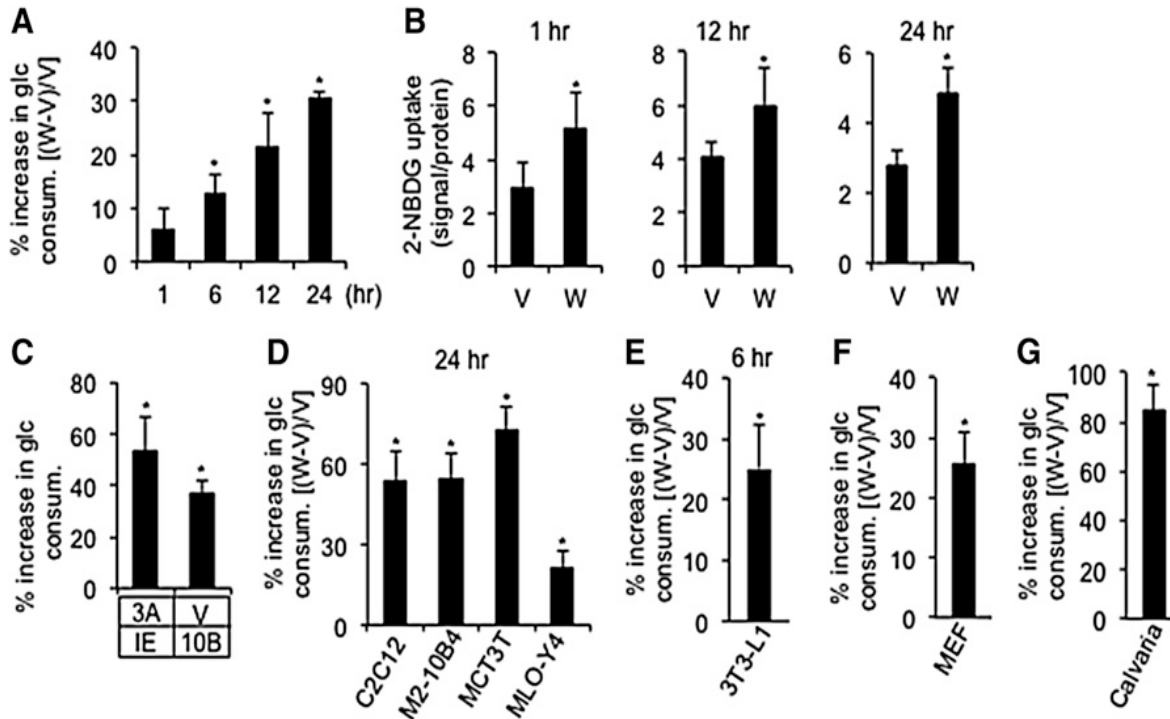 A
% increase in glc
consum. [(W-V)/V]
40
30
20
10
0
*
*
*
1 6 12 24 (hr)
B
2-NBDG uptake
(signal/protein)
1 hr
8
6
4
2
0
*
V W
12 hr
8
6
4
2
0
*
V W
24 hr
6
4
2
0
*
V W
C
% increase in glc
consum.
80
60
40
20
0
*
*
3A V
IE 10B
D
24 hr
% increase in glc
consum. [(W-V)/V]
90
60
30
0
*
*
*
*
C2C12
M2-10B4
MCT3T
MLO-Y4
E
6 hr
% increase in glc
consum. [(W-V)/V]
40
30
20
10
0
*
3T3-L1
F
% increase in glc
consum. [(W-V)/V]
40
30
20
10
0
*
MEF
G
% increase in glc
consum. [(W-V)/V]
100
80
60
40
20
0
*
Calvaria